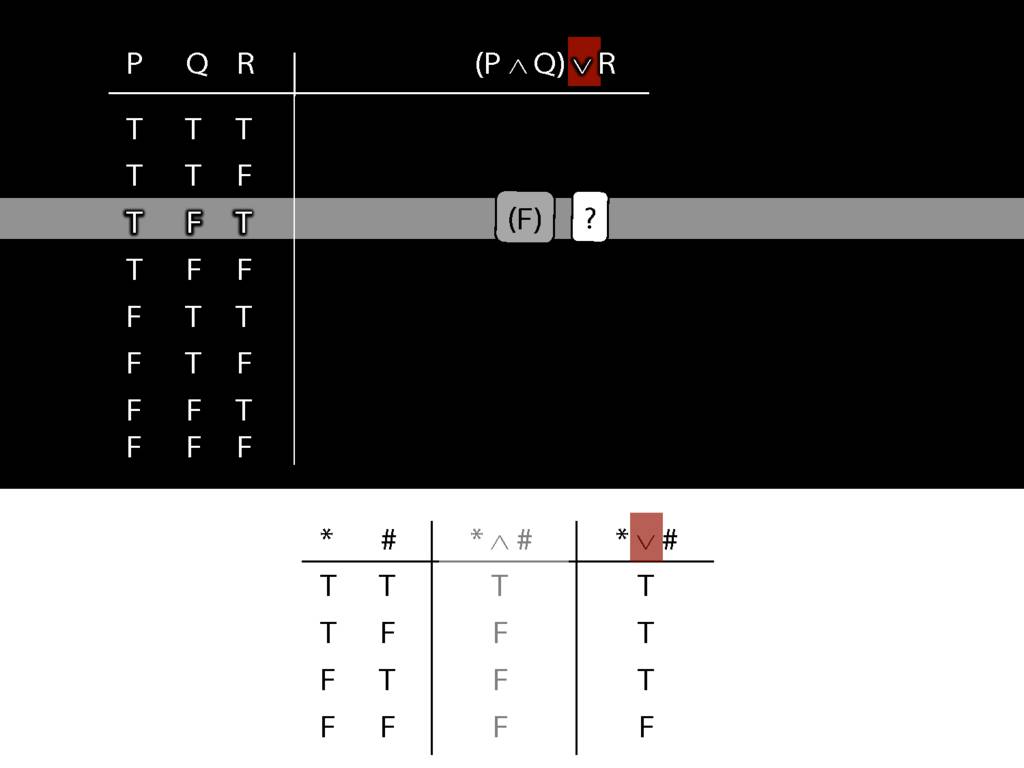 P Q R (P ∧ Q) ∨ R
T T T
T T F
T F T (F) ?
T F F
F T T
F T F
F F T
F F F
* # * ∧ # * ∨ #
T T T T
T F F T
F T F T
F F F F